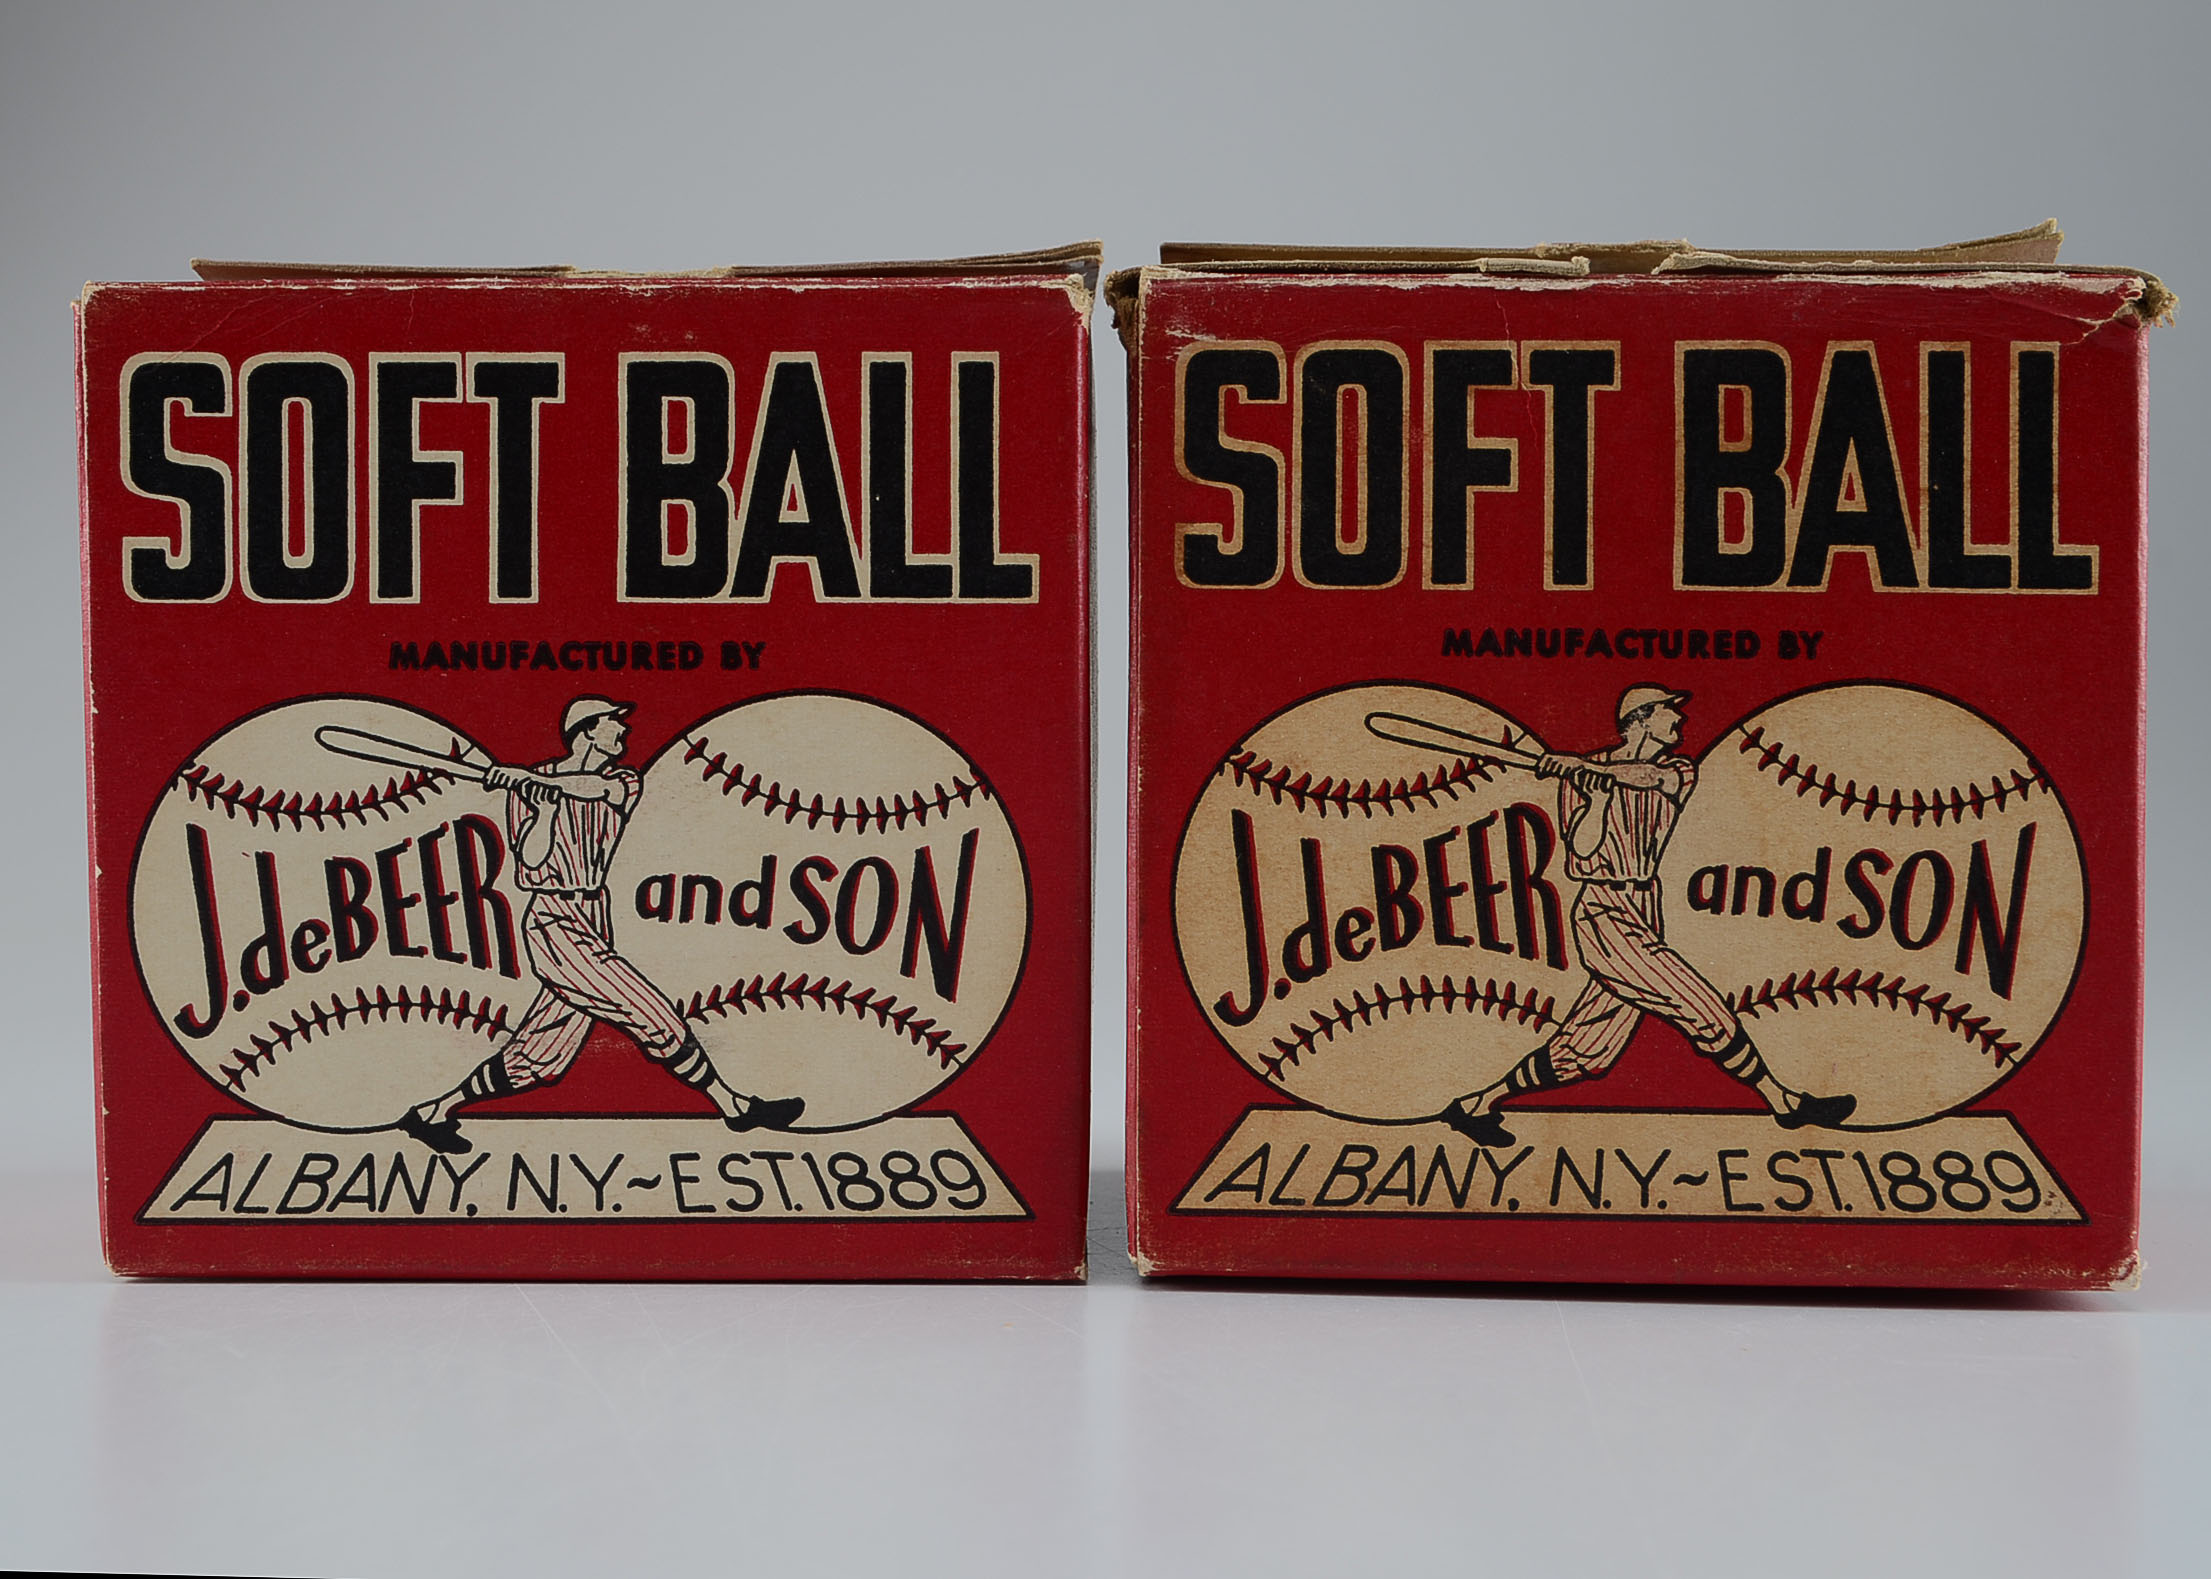 SOFT BALL
MANUFACTURED BY
J. deBEER and SON
ALBANY, N.Y.~EST.1889
SOFT BALL
MANUFACTURED BY
J. deBEER and SON
ALBANY, N.Y.~EST.1889